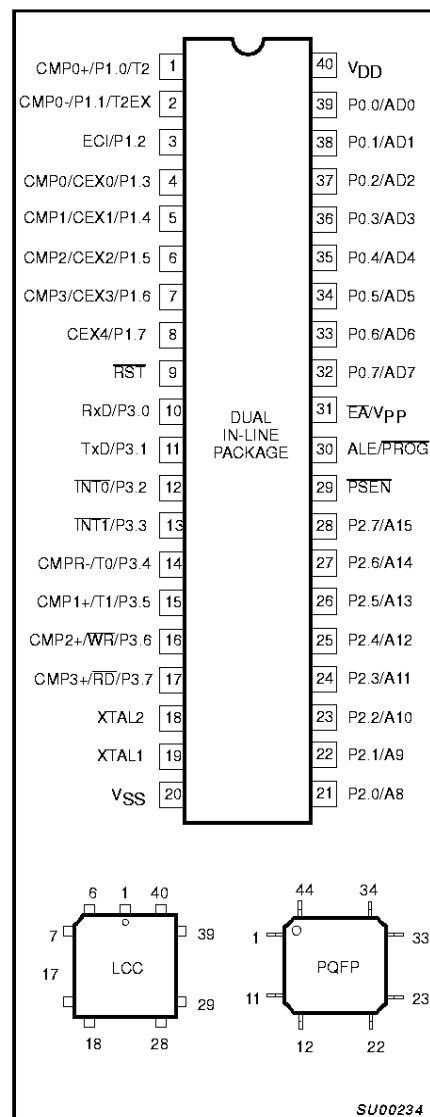 CMP0+/P1.0/T2 1 40 VDD
CMP0-/P1.1/T2EX 2 39 P0.0/AD0
ECI/P1.2 3 38 P0.1/AD1
CMP0/CEX0/P1.3 4 37 P0.2/AD2
CMP1/CEX1/P1.4 5 36 P0.3/AD3
CMP2/CEX2/P1.5 6 35 P0.4/AD4
CMP3/CEX3/P1.6 7 34 P0.5/AD5
CEX4/P1.7 8 33 P0.6/AD6
RST 9 32 P0.7/AD7
RxD/P3.0 10 31 EA/VPP
TxD/P3.1 11 30 ALE/PROG
INT0/P3.2 12 29 PSEN
INT1/P3.3 13 28 P2.7/A15
CMPR-/T0/P3.4 14 27 P2.6/A14
CMP1+/T1/P3.5 15 26 P2.5/A13
CMP2+/WR/P3.6 16 25 P2.4/A12
CMP3+/RD/P3.7 17 24 P2.3/A11
XTAL2 18 23 P2.2/A10
XTAL1 19 22 P2.1/A9
VSS 20 21 P2.0/A8
DUAL
IN-LINE
PACKAGE
6 1 40
7 39
LCC
17 29
18 28
44 34
1 33
PQFP
11 23
12 22
SU00234